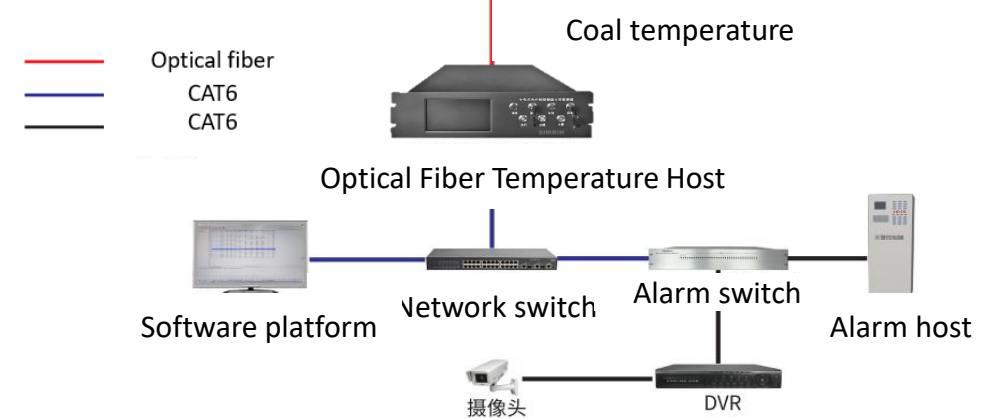 Coal temperature
Optical fiber
CAT6
CAT6
Optical Fiber Temperature Host
Software platform
Network switch
Alarm switch
Alarm host
摄像头
DVR